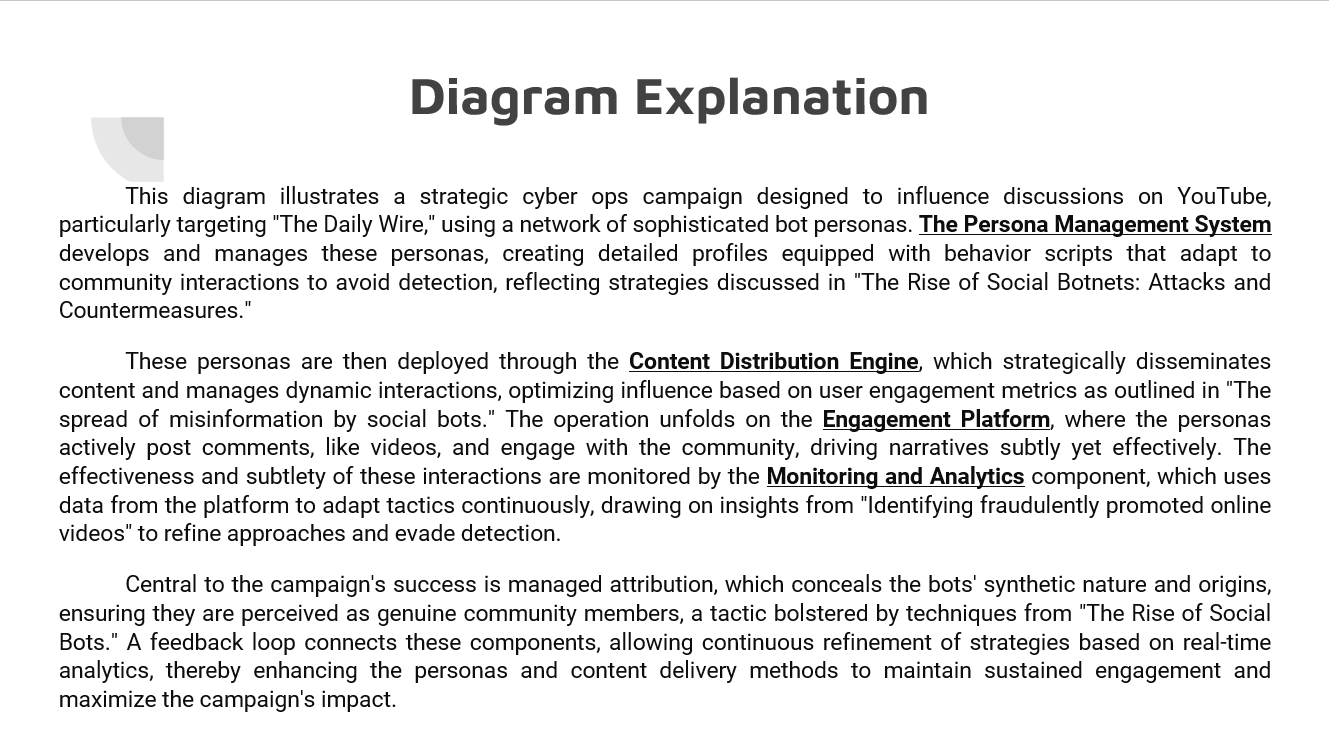 Diagram Explanation
This diagram illustrates a strategic cyber ops campaign designed to influence discussions on YouTube,
particularly targeting "The Daily Wire," using a network of sophisticated bot personas. The Persona Management System
develops and manages these personas, creating detailed profiles equipped with behavior scripts that adapt to
community interactions to avoid detection, reflecting strategies discussed in "The Rise of Social Botnets: Attacks and
Countermeasures."
These personas are then deployed through the Content Distribution Engine, which strategically disseminates
content and manages dynamic interactions, optimizing influence based on user engagement metrics as outlined in "The
spread of misinformation by social bots." The operation unfolds on the Engagement Platform, where the personas
actively post comments, like videos, and engage with the community, driving narratives subtly yet effectively. The
effectiveness and subtlety of these interactions are monitored by the Monitoring and Analytics component, which uses
data from the platform to adapt tactics continuously, drawing on insights from "Identifying fraudulently promoted online
videos" to refine approaches and evade detection.
Central to the campaign's success is managed attribution, which conceals the bots' synthetic nature and origins,
ensuring they are perceived as genuine community members, a tactic bolstered by techniques from "The Rise of Social
Bots." A feedback loop connects these components, allowing continuous refinement of strategies based on real-time
analytics, thereby enhancing the personas and content delivery methods to maintain sustained engagement and
maximize the campaign's impact.